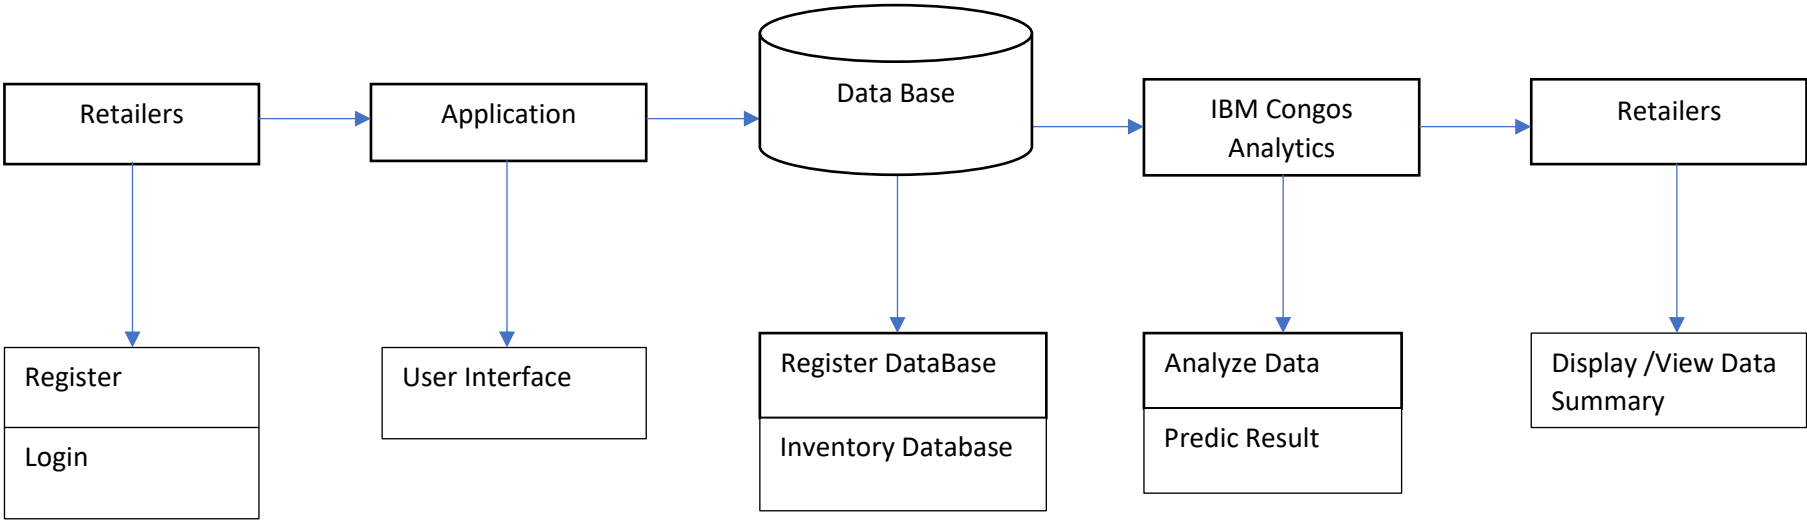 Retailers
Application
Data Base
IBM Congos
Analytics
Retailers
Register
Login
User Interface
Register DataBase
Inventory Database
Analyze Data
Predic Result
Display /View Data
Summary